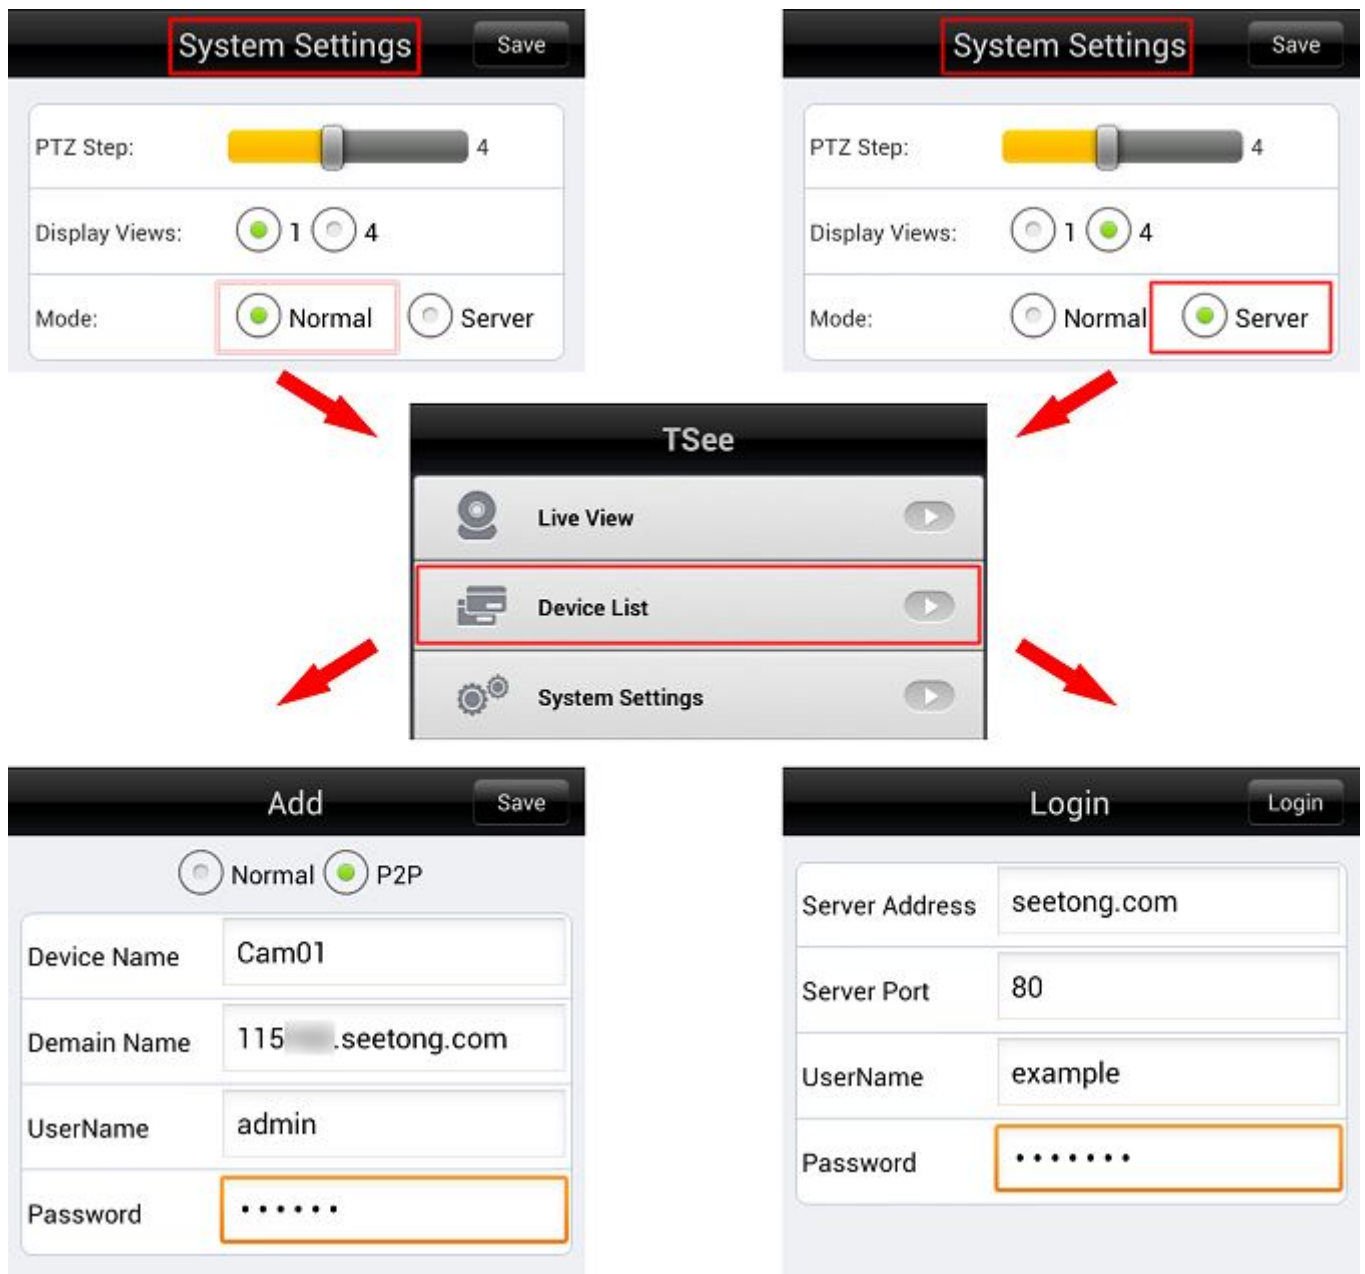 System Settings Save
PTZ Step: 4
Display Views: 1 4
Mode: Normal Server
System Settings Save
PTZ Step: 4
Display Views: 1 4
Mode: Normal Server
TSee
Live View
Device List
System Settings
Add Save
Normal P2P
Device Name Cam01
Demain Name 115 .seetong.com
UserName admin
Password ••••••
Login Login
Server Address seetong.com
Server Port 80
UserName example
Password •••••••